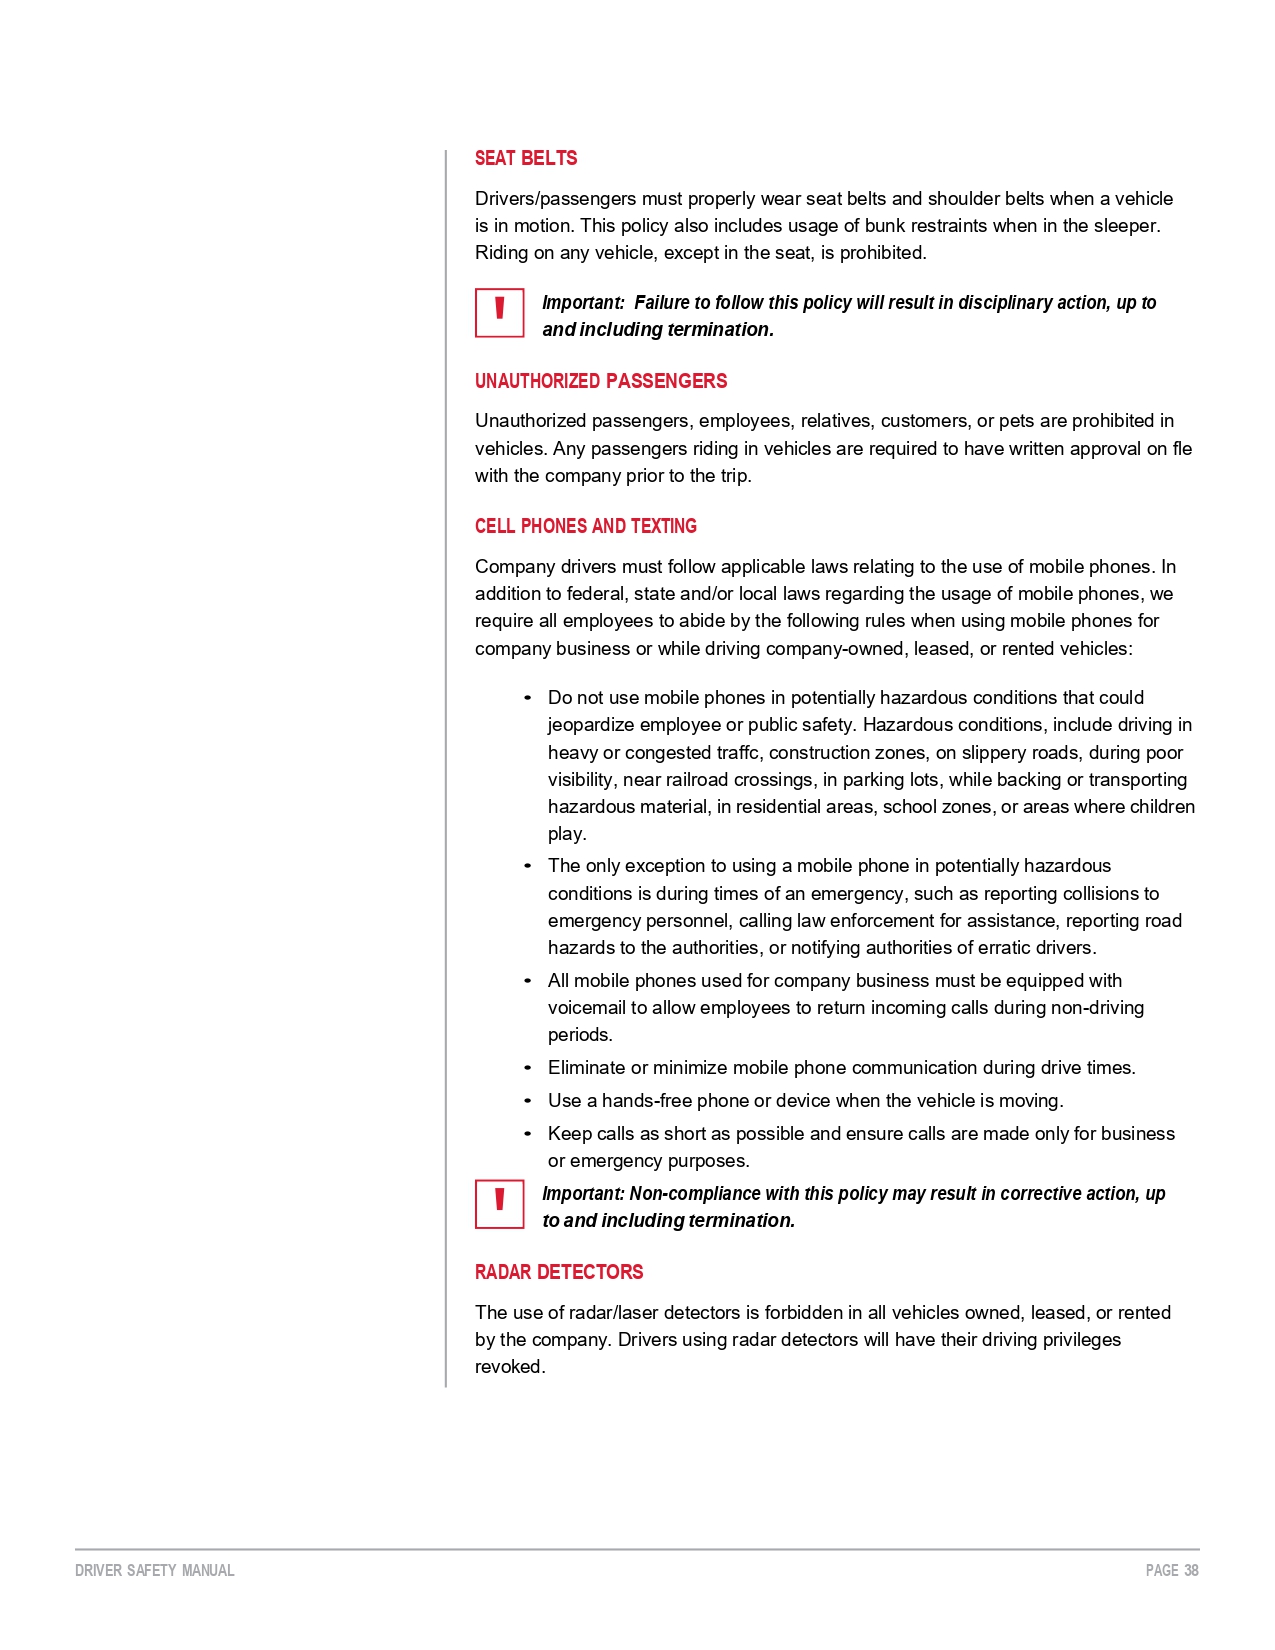 SEAT BELTS
Drivers/passengers must properly wear seat belts and shoulder belts when a vehicle
is in motion. This policy also includes usage of bunk restraints when in the sleeper.
Riding on any vehicle, except in the seat, is prohibited.
Important:  Failure to follow this policy will result in disciplinary action, up to
and including termination.
UNAUTHORIZED PASSENGERS
Unauthorized passengers, employees, relatives, customers, or pets are prohibited in
vehicles. Any passengers riding in vehicles are required to have written approval on fle
with the company prior to the trip.
CELL PHONES AND TEXTING
Company drivers must follow applicable laws relating to the use of mobile phones. In
addition to federal, state and/or local laws regarding the usage of mobile phones, we
require all employees to abide by the following rules when using mobile phones for
company business or while driving company-owned, leased, or rented vehicles:
• Do not use mobile phones in potentially hazardous conditions that could
jeopardize employee or public safety. Hazardous conditions, include driving in
heavy or congested traffc, construction zones, on slippery roads, during poor
visibility, near railroad crossings, in parking lots, while backing or transporting
hazardous material, in residential areas, school zones, or areas where children
play.
• The only exception to using a mobile phone in potentially hazardous
conditions is during times of an emergency, such as reporting collisions to
emergency personnel, calling law enforcement for assistance, reporting road
hazards to the authorities, or notifying authorities of erratic drivers.
• All mobile phones used for company business must be equipped with
voicemail to allow employees to return incoming calls during non-driving
periods.
• Eliminate or minimize mobile phone communication during drive times.
• Use a hands-free phone or device when the vehicle is moving.
• Keep calls as short as possible and ensure calls are made only for business
or emergency purposes.
Important: Non-compliance with this policy may result in corrective action, up
to and including termination.
RADAR DETECTORS
The use of radar/laser detectors is forbidden in all vehicles owned, leased, or rented
by the company. Drivers using radar detectors will have their driving privileges
revoked.
DRIVER SAFETY MANUAL
PAGE 38